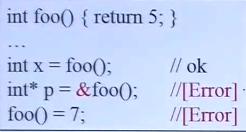 int foo() { return 5; }
...
int x = foo(); // ok
int* p = &foo(); //[Error]
foo() = 7; //[Error]